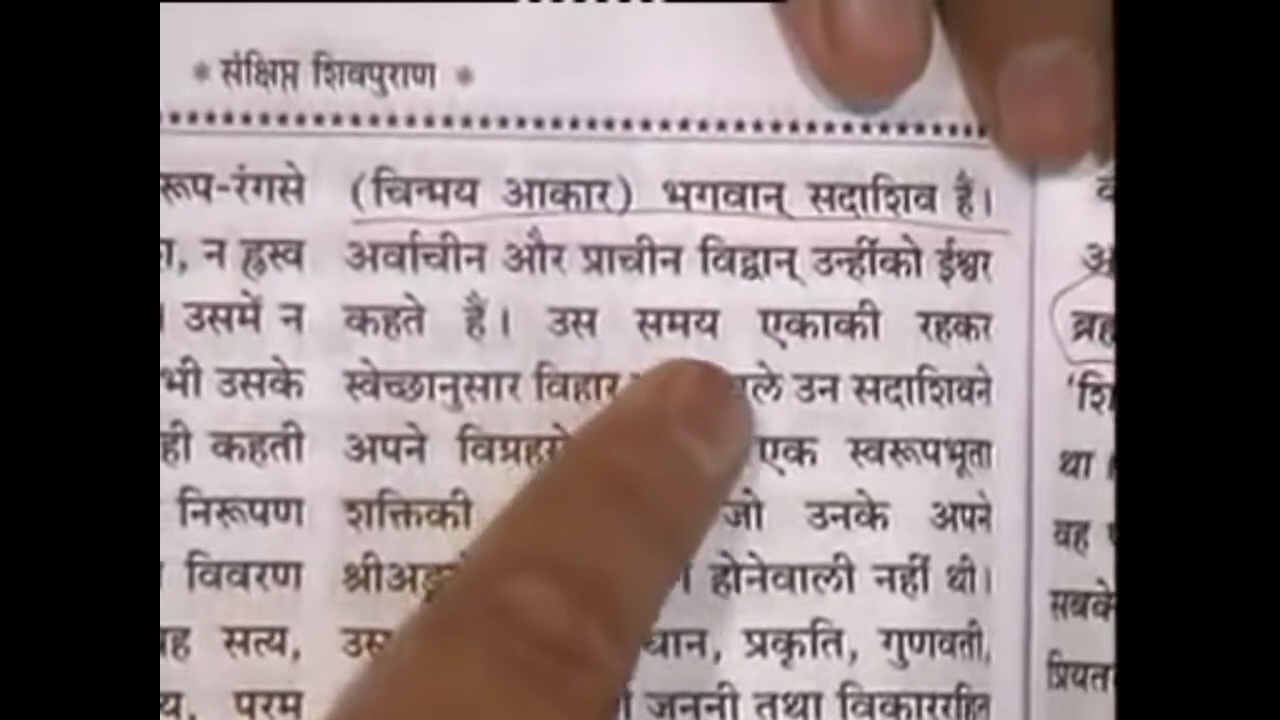 * संक्षिप्त शिवपुराण *
रूप-रंगसे
न ह्रस्व
। उसमें न
भी उसके
ही कहती
निरूपण
विवरण
सत्य,
परम
(चिन्मय आकार) भगवान् सदाशिव हैं।
अर्वाचीन और प्राचीन विद्वान् उन्हींको ईश्वर
कहते हैं। उस समय एकाकी रहकर
स्वेच्छानुसार विहार उन सदाशिवने
अपने एक स्वरूपभूता
शक्तिकी जो उनके अपने
होनेवाली नहीं थी।
प्रकृति, गुणवती,
जननी तथा विकाररहित
था।
वह